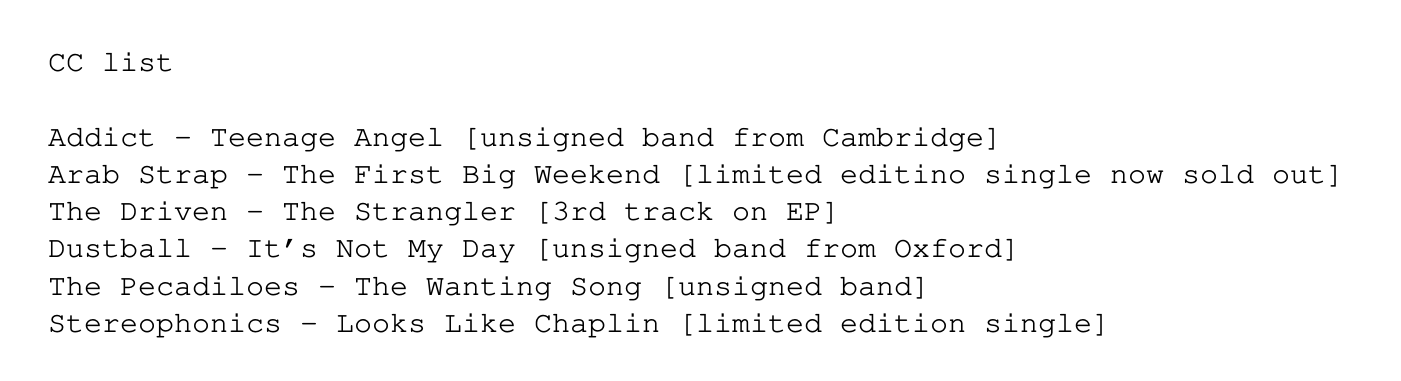 CC list
Addict – Teenage Angel [unsigned band from Cambridge]
Arab Strap – The First Big Weekend [limited editino single now sold out]
The Driven – The Strangler [3rd track on EP]
Dustball – It’s Not My Day [unsigned band from Oxford]
The Pecadiloes – The Wanting Song [unsigned band]
Stereophonics – Looks Like Chaplin [limited edition single]